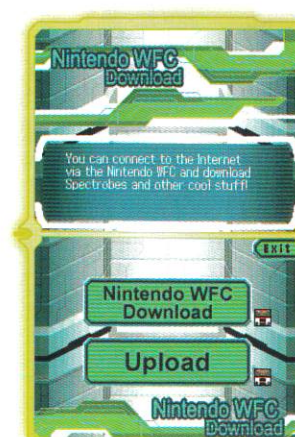 Nintendo WFC
Download
You can connect to the Internet
via the Nintendo WFC and download
Spectrobes and other cool stuff!
Exit
Nintendo WFC
Download
Upload
Nintendo WFC
Download